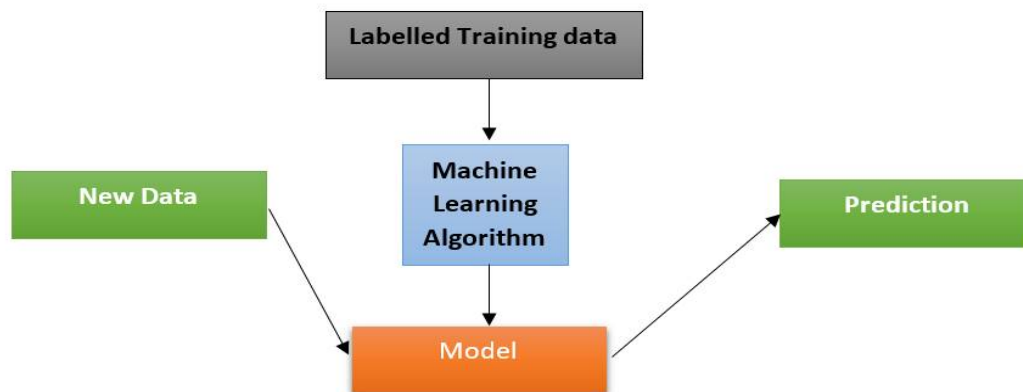 Labelled Training data
Machine
Learning
Algorithm
New Data
Prediction
Model